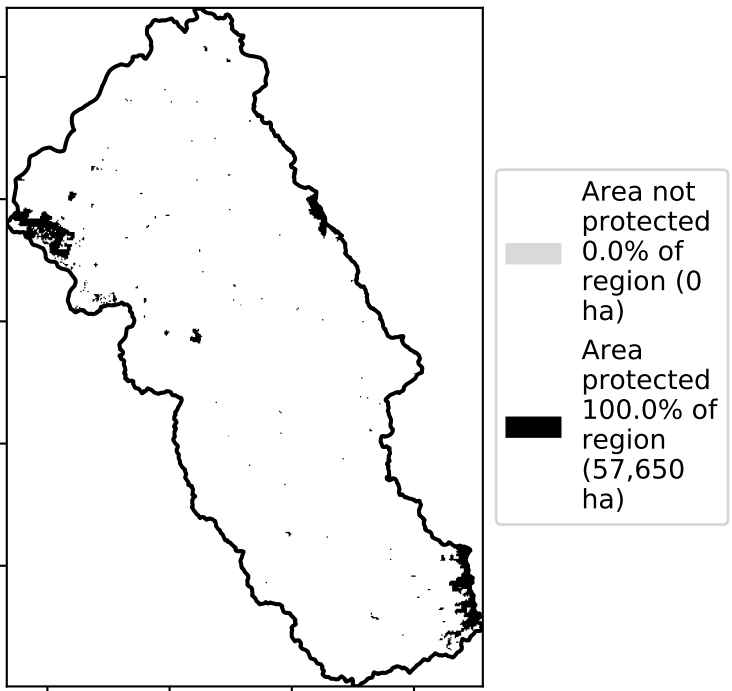 Area not
protected
0.0% of
region (0
ha)
Area
protected
100.0% of
region
(57,650
ha)